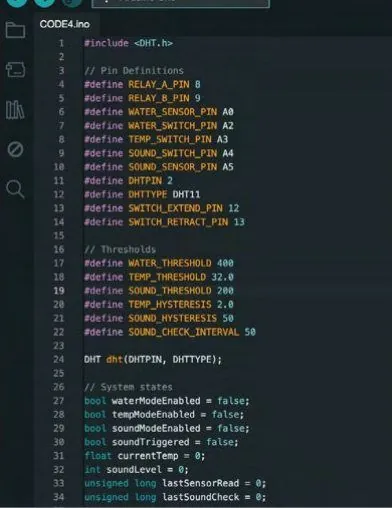 CODE4.ino
1 #include <DHT.h>
2
3 // Pin Definitions
4 #define RELAY_A_PIN 8
5 #define RELAY_B_PIN 9
6 #define WATER_SENSOR_PIN A0
7 #define WATER_SWITCH_PIN A2
8 #define TEMP_SWITCH_PIN A3
9 #define SOUND_SWITCH_PIN A4
10 #define SOUND_SENSOR_PIN A5
11 #define DHTPIN 2
12 #define DHTTYPE DHT11
13 #define SWITCH_EXTEND_PIN 12
14 #define SWITCH_RETRACT_PIN 13
15
16 // Thresholds
17 #define WATER_THRESHOLD 400
18 #define TEMP_THRESHOLD 32.0
19 #define SOUND_THRESHOLD 200
20 #define TEMP_HYSTERESIS 2.0
21 #define SOUND_HYSTERESIS 50
22 #define SOUND_CHECK_INTERVAL 50
23
24 DHT dht(DHTPIN, DHTTYPE);
25
26 // System states
27 bool waterModeEnabled = false;
28 bool tempModeEnabled = false;
29 bool soundModeEnabled = false;
30 bool soundTriggered = false;
31 float currentTemp = 0;
32 int soundLevel = 0;
33 unsigned long lastSensorRead = 0;
34 unsigned long lastSoundCheck = 0;